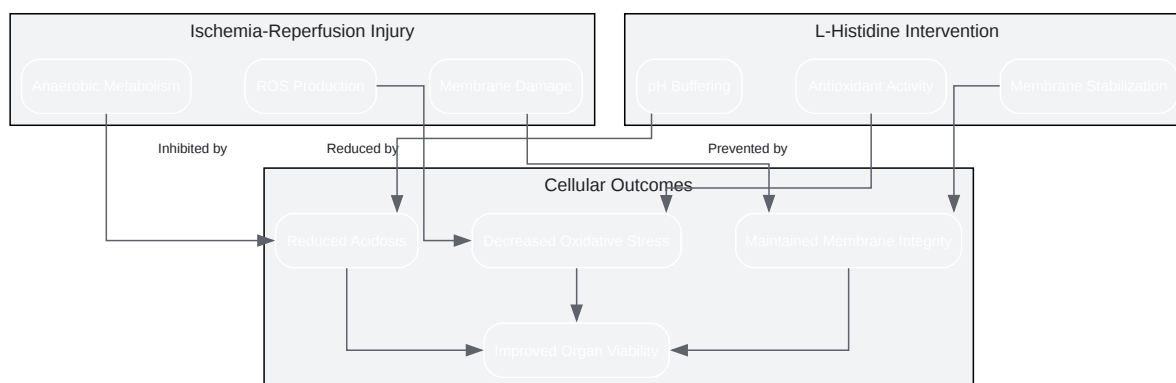 Ischemia-Reperfusion Injury
L-Histidine Intervention
Anaerobic Metabolism
ROS Production
Membrane Damage
pH Buffering
Antioxidant Activity
Membrane Stabilization
Inhibited by
Reduced by
Prevented by
Cellular Outcomes
Reduced Acidosis
Decreased Oxidative Stress
Maintained Membrane Integrity
Improved Organ Viability